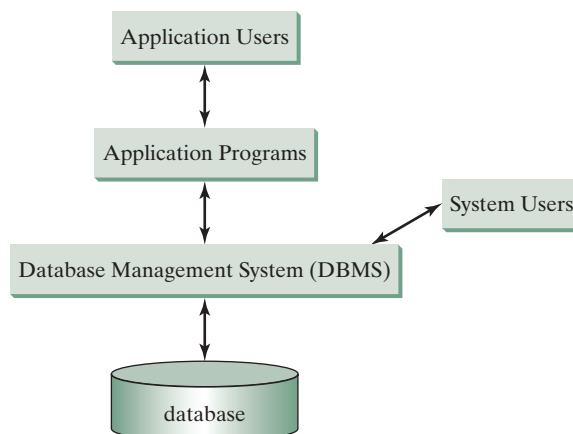 Application Users
Application Programs
System Users
Database Management System (DBMS)
database